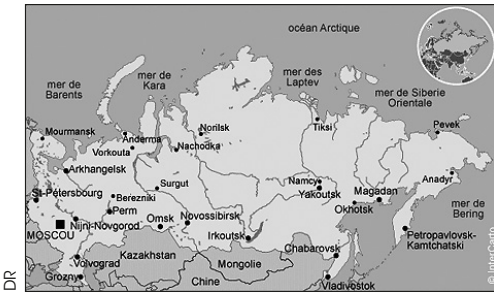 océan Arctique
mer de
Barents
mer de
Kara
mer des
Laptev
mer de Siberie
Orientale
Mourmansk
Anderma
Vorkouta
Norilsk
Nachodka
Tiksi
Pevek
Arkhangelsk
St-Pétersbourg
Berezniki
Surgut
Namcy
Yakoutsk
Magadan
Anadyr
mer de
Bering
Perm
Nijni-Novgorod
MOSCOU
Omsk
Novossibirsk
Okhotsk
Irkoutsk
Chabarovsk
Petropavlovsk-
Kamtchatski
Volvograd
Grozny
Kazakhstan
Mongolie
Chine
Vladivostok
DR
© InterCarto